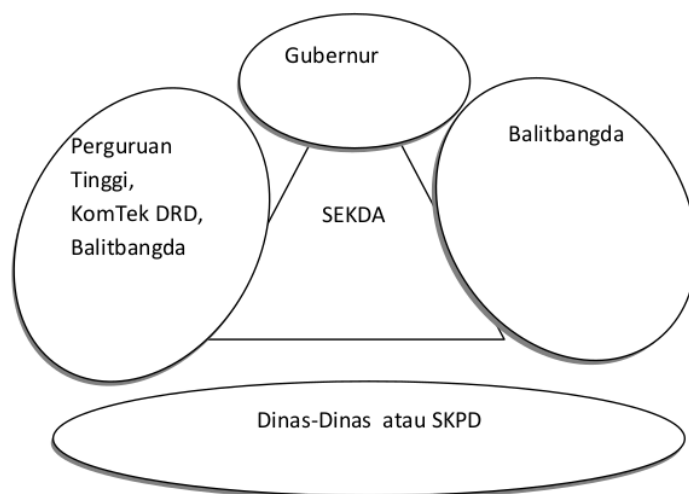 Gubernur
Perguruan
Tinggi,
KomTek DRD,
Balitbangda
SEKDA
Balitbangda
Dinas-Dinas atau SKPD